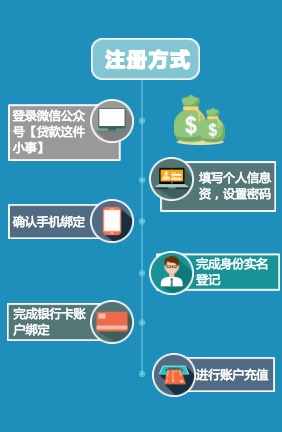 注册方式
登录微信公众
号【贷款这件
小事】
填写个人信息
资，设置密码
确认手机绑定
完成身份实名
登记
完成银行卡账
户绑定
进行账户充值